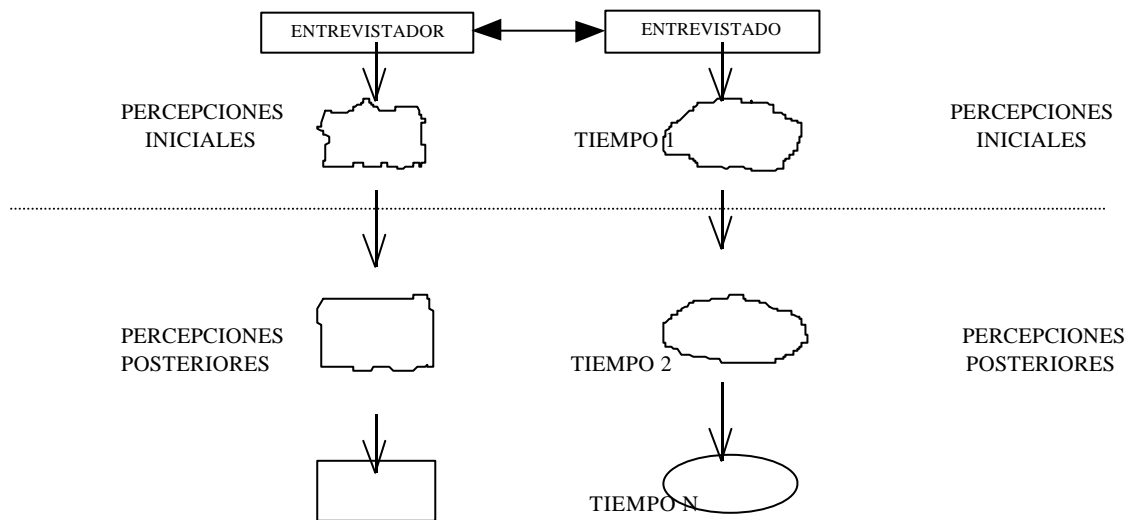 ENTREVISTADOR
ENTREVISTADO
PERCEPCIONES
INICIALES
TIEMPO 1
PERCEPCIONES
INICIALES
PERCEPCIONES
POSTERIORES
TIEMPO 2
PERCEPCIONES
POSTERIORES
TIEMPO N